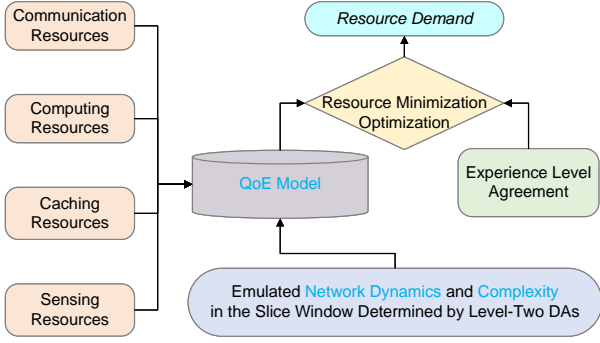 Communication
Resources
Computing
Resources
Caching
Resources
Sensing
Resources
QoE Model
Resource Demand
Resource Minimization
Optimization
Experience Level
Agreement
Emulated Network Dynamics and Complexity
in the Slice Window Determined by Level-Two DAs